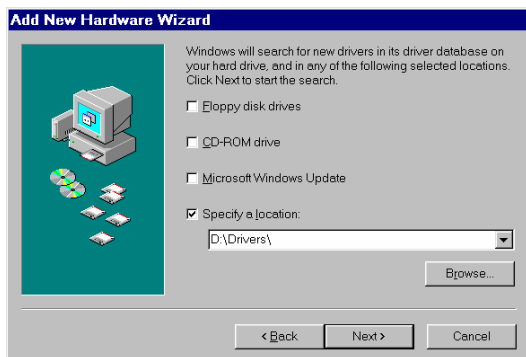 Add New Hardware Wizard
Windows will search for new drivers in its driver database on
your hard drive, and in any of the following selected locations.
Click Next to start the search.
Floppy disk drives
CD-ROM drive
Microsoft Windows Update
Specify a location:
D:\Drivers\
Browse...
< Back
Next >
Cancel